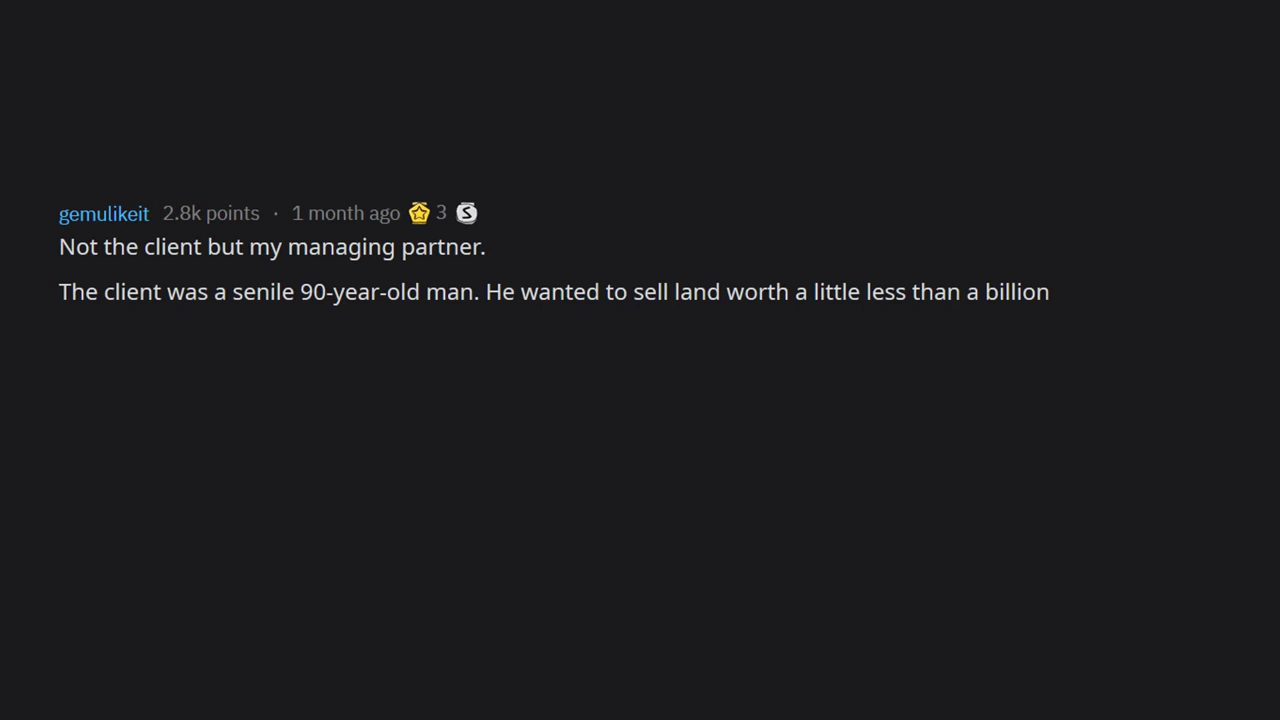 gemulikeit 2.8k points · 1 month ago 3 S
Not the client but my managing partner.
The client was a senile 90-year-old man. He wanted to sell land worth a little less than a billion